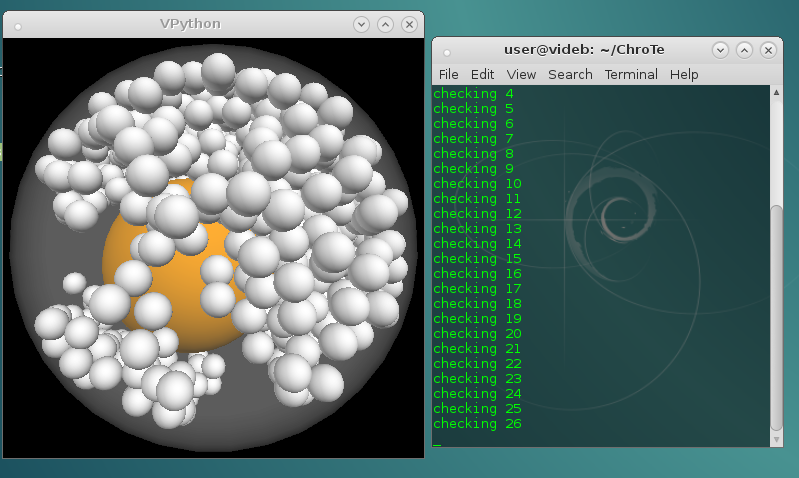 VPython
user@videb: ~/ChroTe
File Edit View Search Terminal Help
checking 4
checking 5
checking 6
checking 7
checking 8
checking 9
checking 10
checking 11
checking 12
checking 13
checking 14
checking 15
checking 16
checking 17
checking 18
checking 19
checking 20
checking 21
checking 22
checking 23
checking 24
checking 25
checking 26